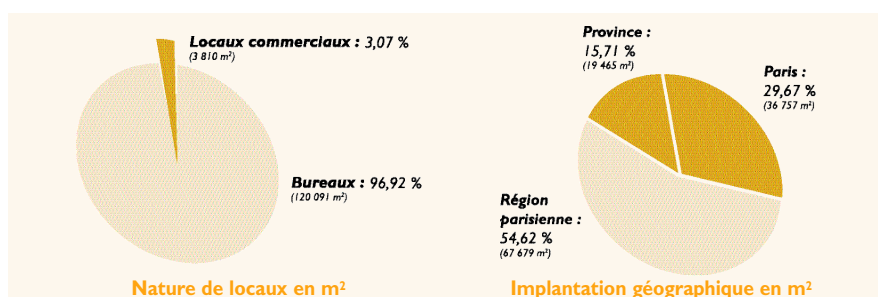 Locaux commerciaux : 3,07 %
(3 810 m²)
Bureaux : 96,92 %
(120 091 m²)
Nature de locaux en m²
Province :
15,71 %
(19 465 m²)
Paris :
29,67 %
(36 757 m²)
Région
parisienne :
54,62 %
(67 679 m²)
Implantation géographique en m²